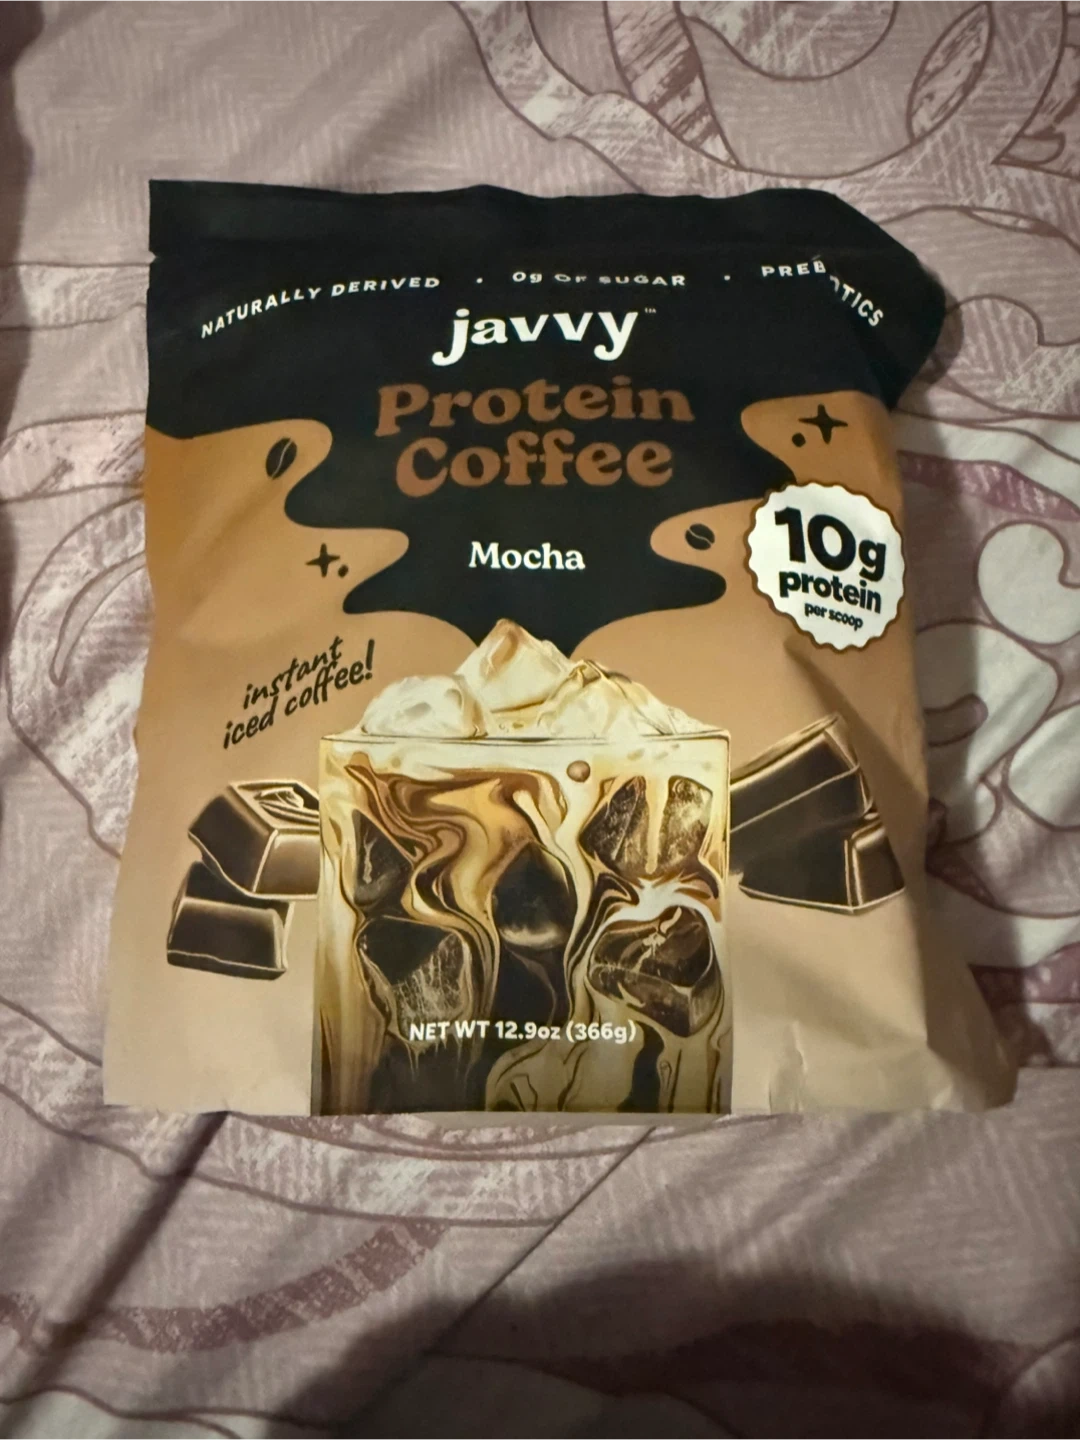 NATURALLY DERIVED • 0g OF SUGAR •
javvy™
Protein
Coffee
Mocha
10g
protein
per scoop
instant
iced coffee!
NET WT 12.9oz (366g)